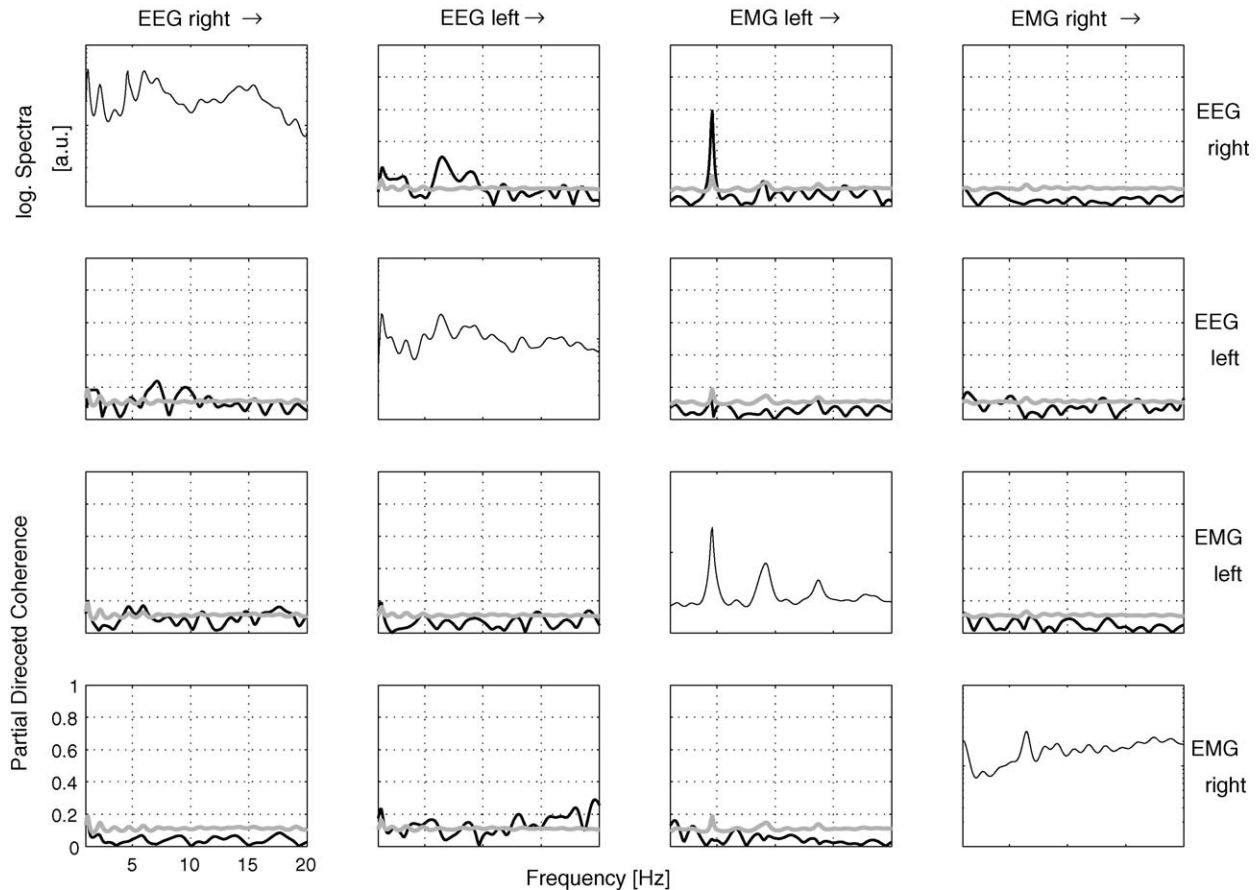 EEG right →
EEG left →
EMG left →
EMG right →
log. Spectra
[a.u.]
EEG
right
EEG
left
EMG
left
Partial Direcetd Coherence
1
0.8
0.6
0.4
0.2
0
EMG
right
5
10
15
20
Frequency [Hz]